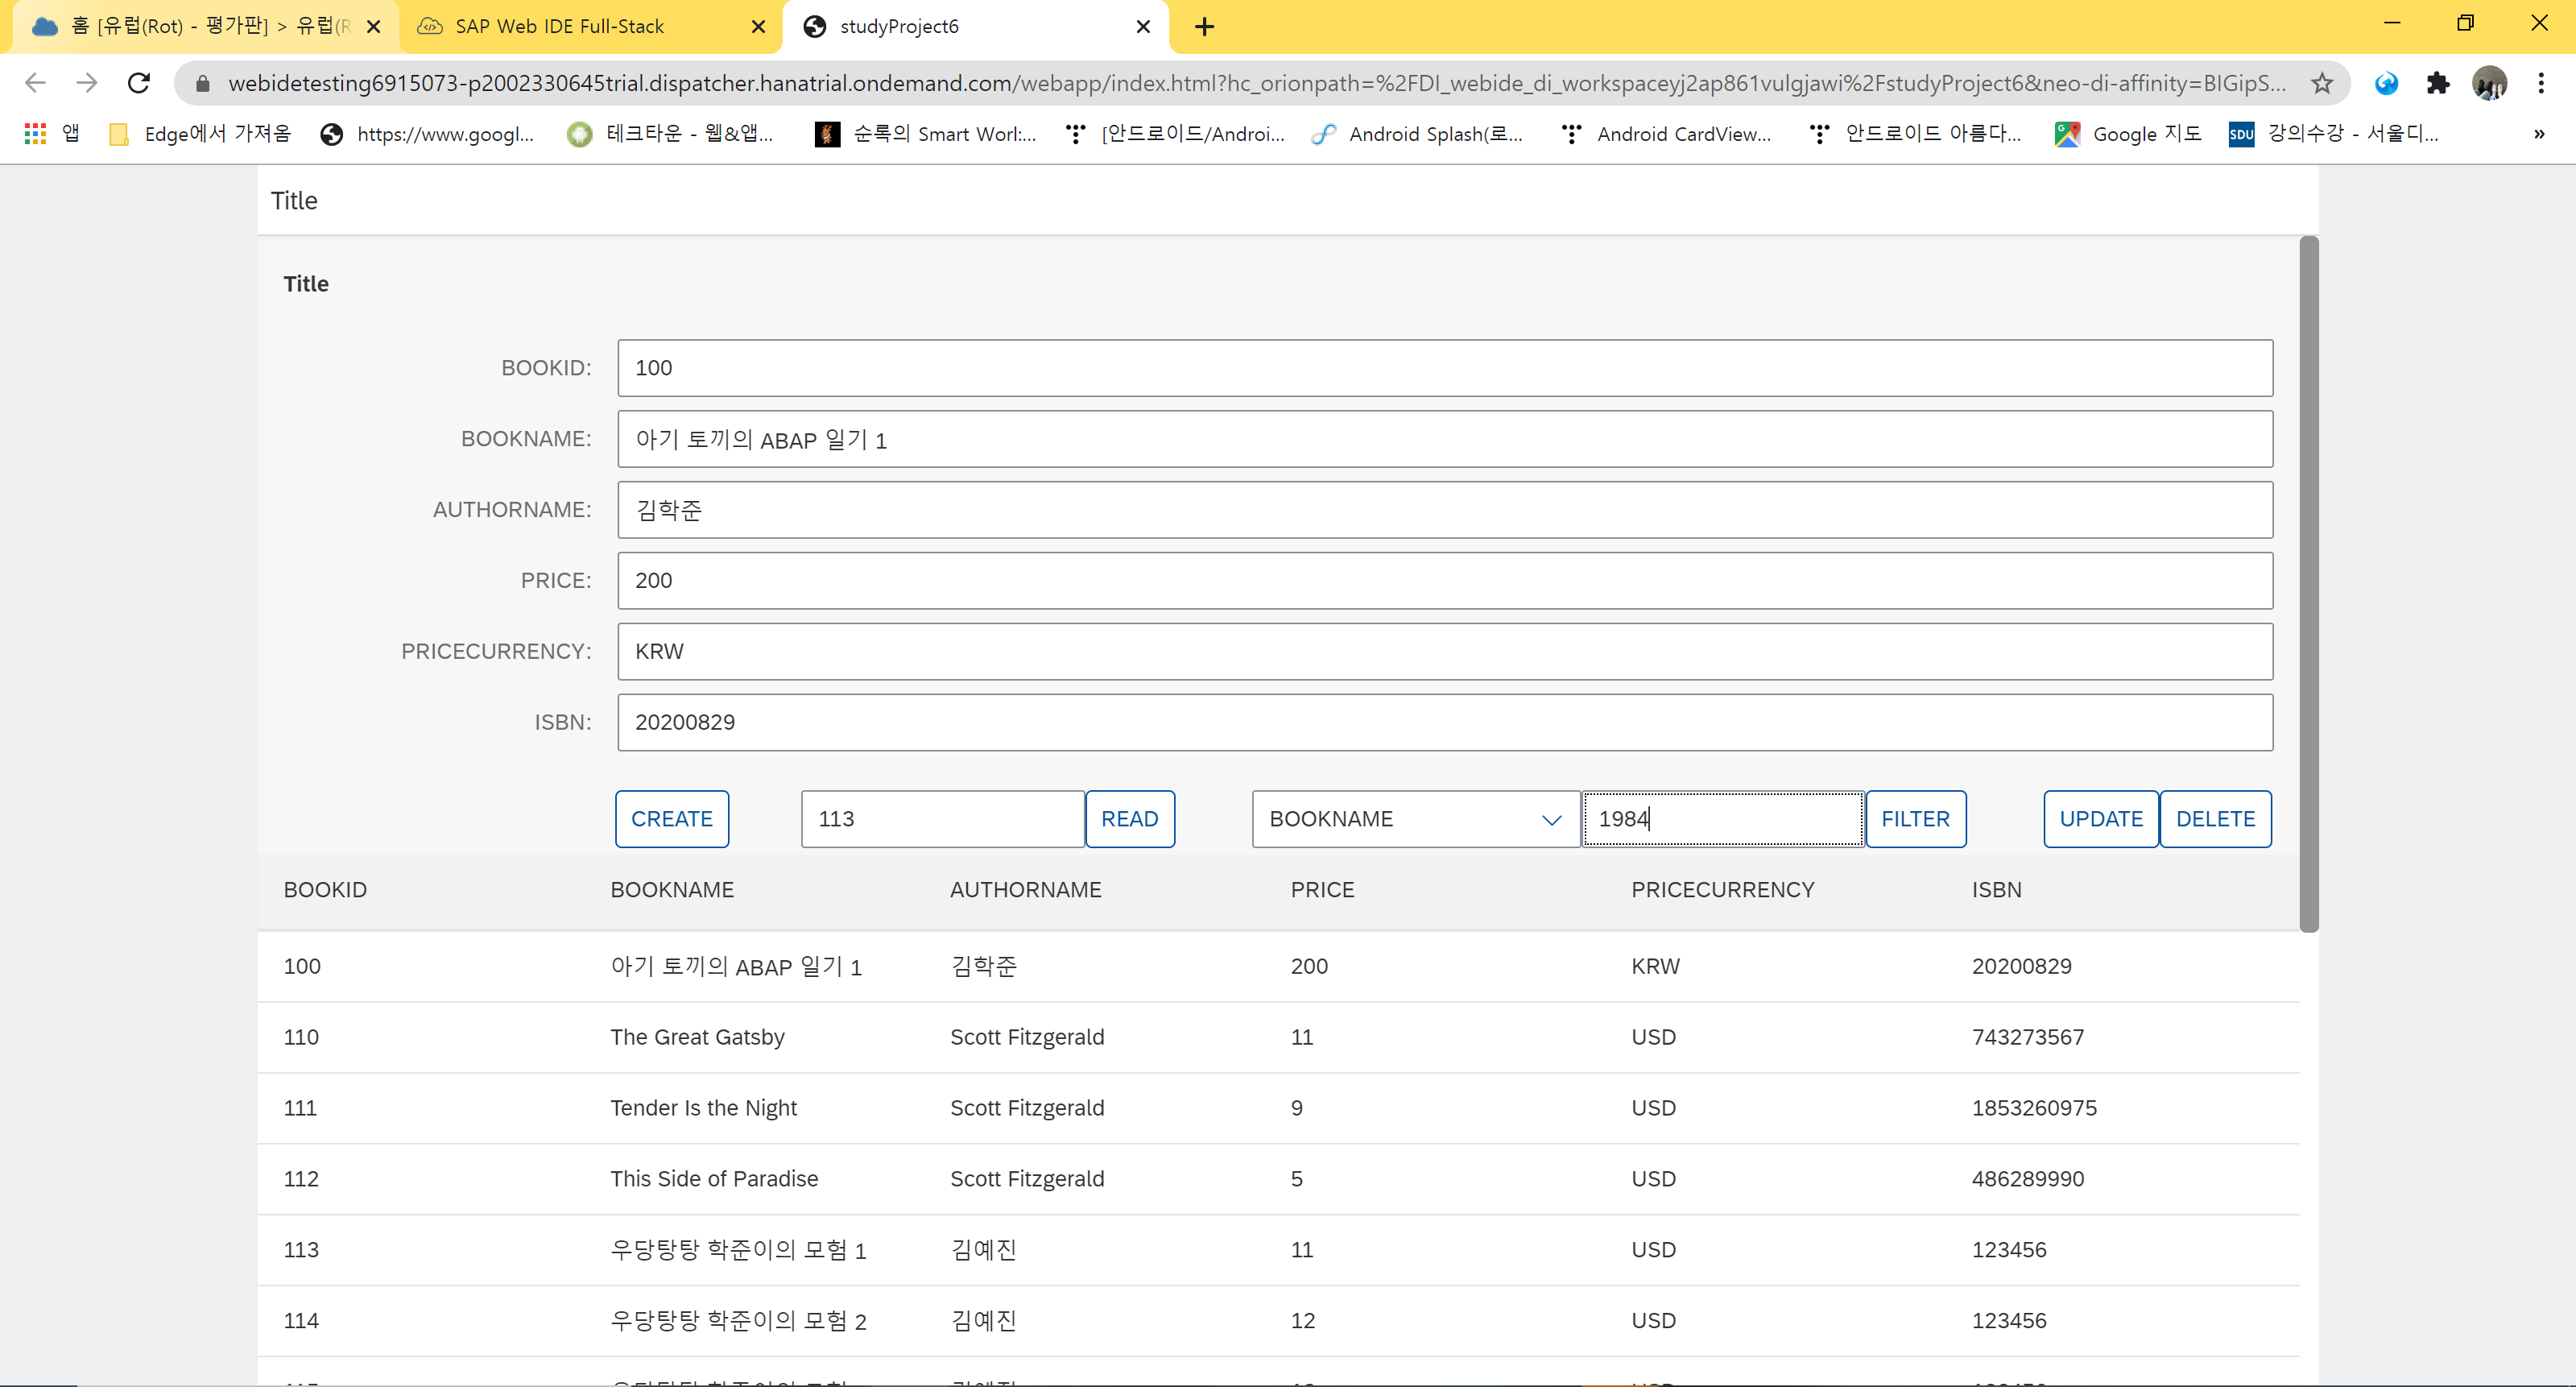 홈 [유럽(Rot) - 평가판] > 유럽(R
SAP Web IDE Full-Stack
studyProject6
webidetesting6915073-p2002330645trial.dispatcher.hanatrial.ondemand.com/webapp/index.html?hc_orionpath=%2FDI_webide_di_workspaceyj2ap861vulgjawi%2FstudyProject6&neo-di-affinity=BIGipS...
앱 Edge에서 가져옴 https://www.googl... 테크타운 - 웹&앱... 순록의 Smart Worl:... [안드로이드/Androi... Android Splash(로... Android CardView... 안드로이드 아름다... Google 지도 SDU 강의수강 - 서울디... »
Title
Title
BOOKID: 100
BOOKNAME: 아기 토끼의 ABAP 일기 1
AUTHORNAME: 김학준
PRICE: 200
PRICECURRENCY: KRW
ISBN: 20200829
CREATE 113 READ BOOKNAME 1984 FILTER UPDATE DELETE
BOOKID BOOKNAME AUTHORNAME PRICE PRICECURRENCY ISBN
100 아기 토끼의 ABAP 일기 1 김학준 200 KRW 20200829
110 The Great Gatsby Scott Fitzgerald 11 USD 743273567
111 Tender Is the Night Scott Fitzgerald 9 USD 1853260975
112 This Side of Paradise Scott Fitzgerald 5 USD 486289990
113 우당탕탕 학준이의 모험 1 김예진 11 USD 123456
114 우당탕탕 학준이의 모험 2 김예진 12 USD 123456